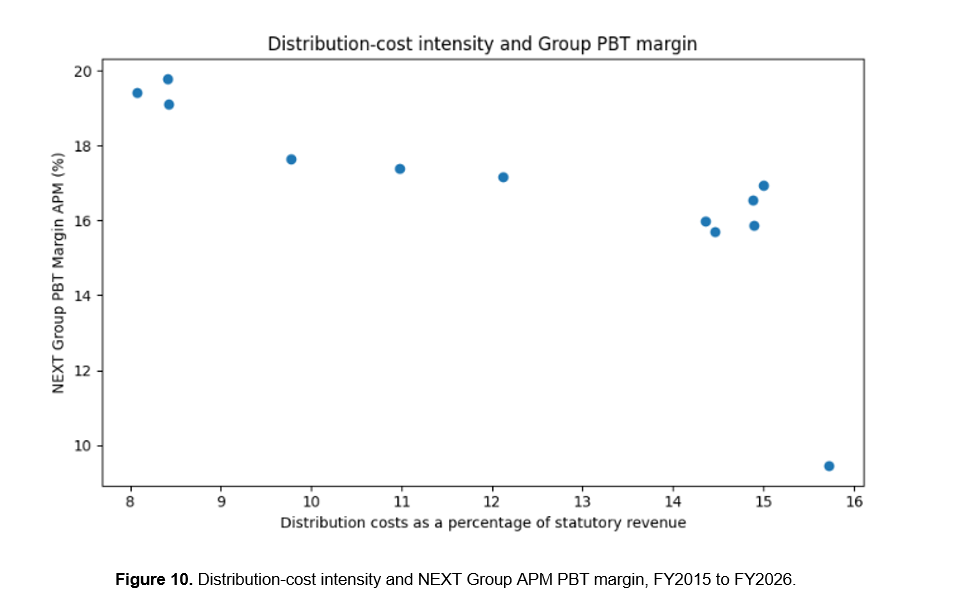 Distribution-cost intensity and Group PBT margin
NEXT Group PBT Margin APM (%)
20
18
16
14
12
10
8 9 10 11 12 13 14 15 16
Distribution costs as a percentage of statutory revenue
Figure 10. Distribution-cost intensity and NEXT Group APM PBT margin, FY2015 to FY2026.